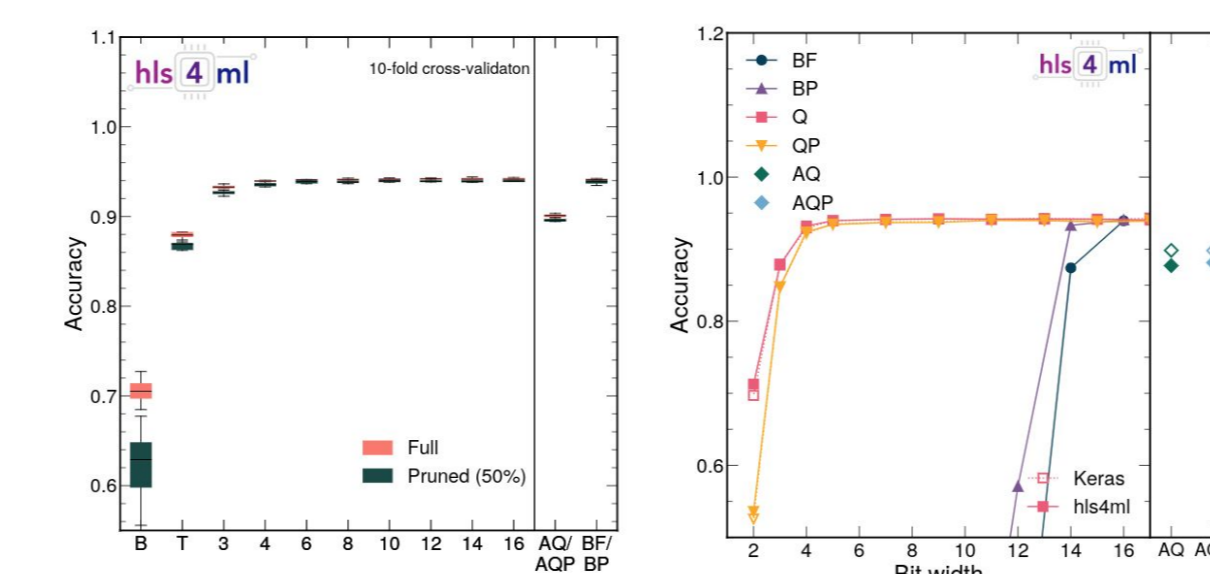 1.1
hls 4 ml
10-fold cross-validaton
1.0
0.9
0.8
0.7
0.6
Accuracy
Full
Pruned (50%)
B T 3 4 6 8 10 12 14 16 AQ/ BF/
AQP BP
1.2
BF
hls 4 ml
BP
Q
QP
AQ
1.0
AQP
0.8
0.6
Accuracy
Keras
hls4ml
2 4 6 8 10 12 14 16 AQ
Bit width